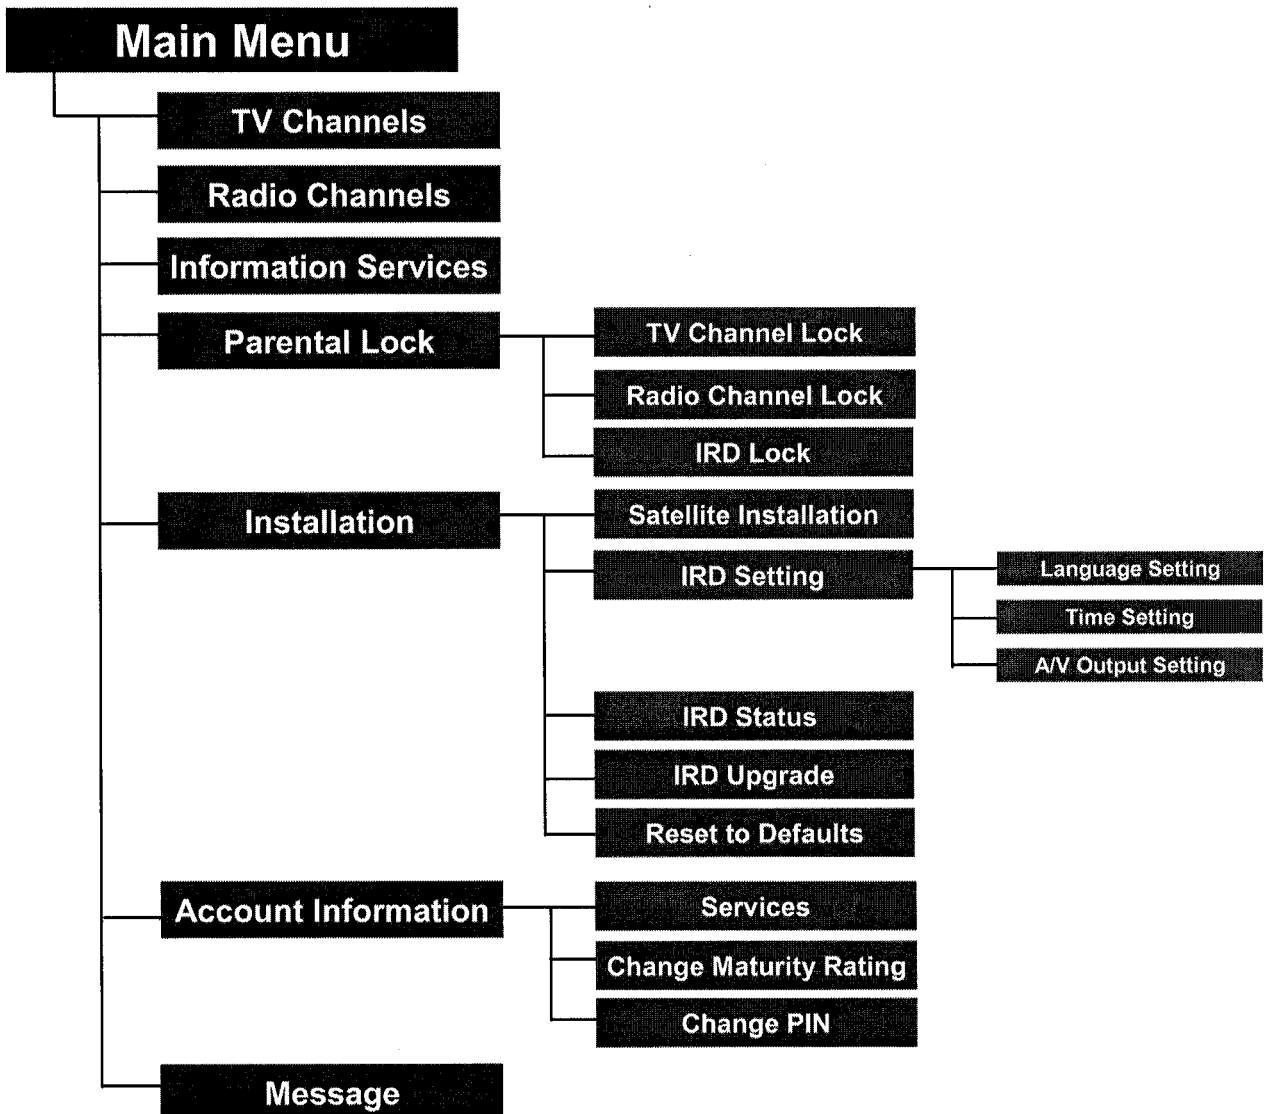 Main Menu
TV Channels
Radio Channels
Information Services
Parental Lock
TV Channel Lock
Radio Channel Lock
IRD Lock
Installation
Satellite Installation
IRD Setting
Language Setting
Time Setting
A/V Output Setting
IRD Status
IRD Upgrade
Reset to Defaults
Account Information
Services
Change Maturity Rating
Change PIN
Message